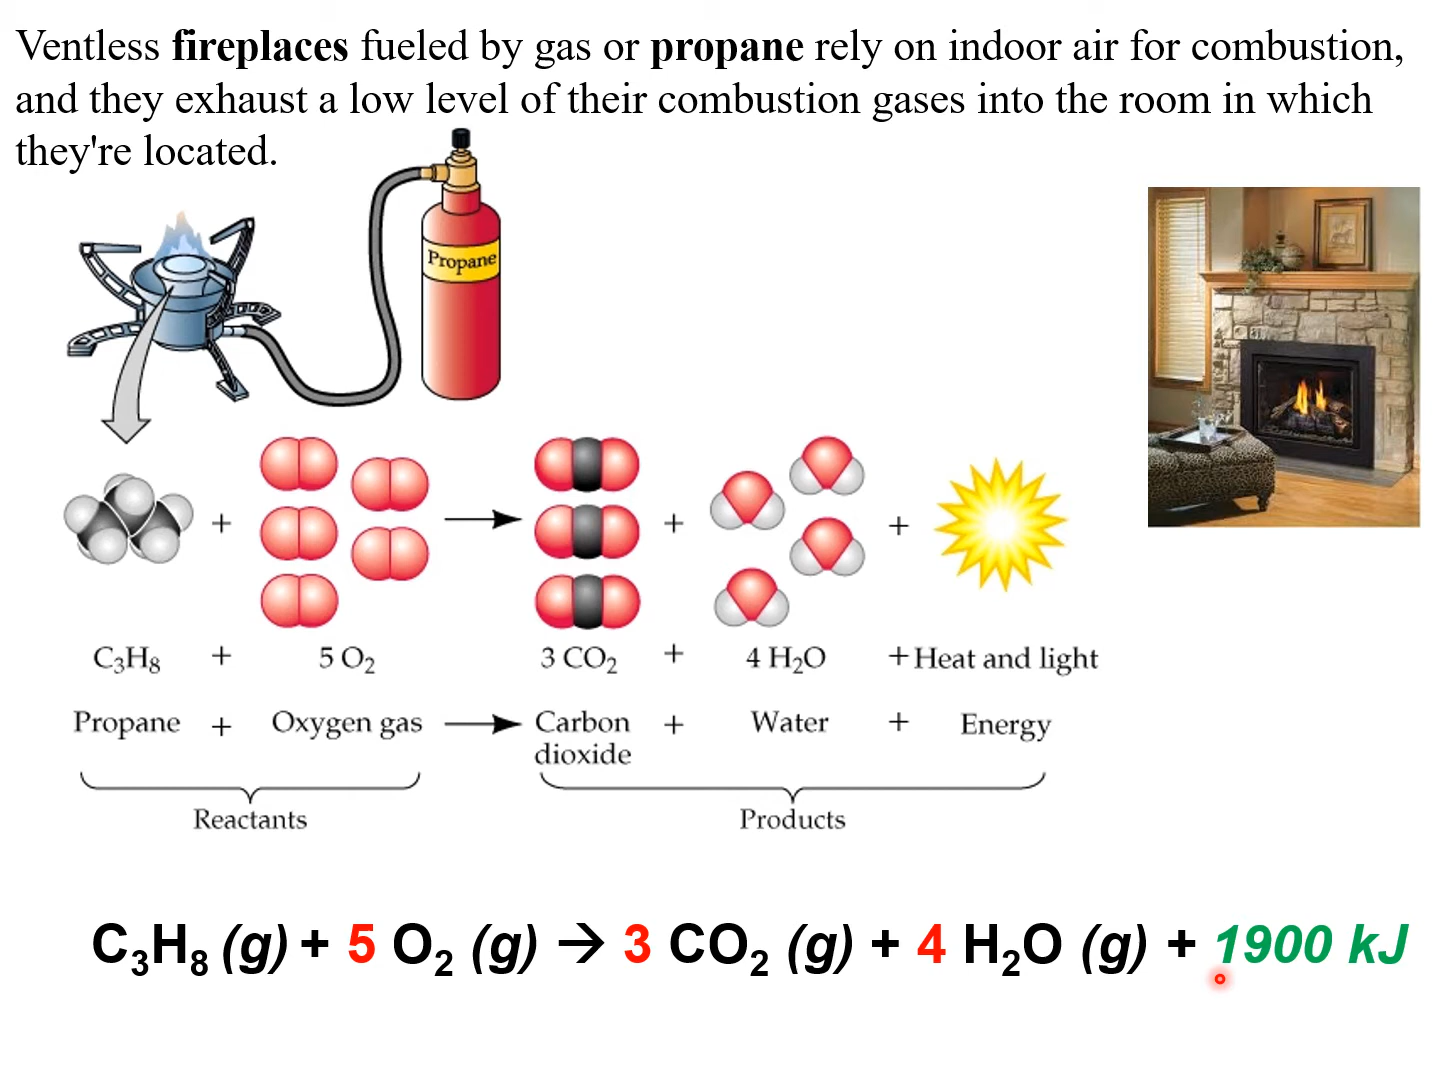 Ventless fireplaces fueled by gas or propane rely on indoor air for combustion,
and they exhaust a low level of their combustion gases into the room in which
they're located.
Propane
+ + +
C₃H₈ + 5 O₂ 3 CO₂ + 4 H₂O + Heat and light
Propane + Oxygen gas → Carbon dioxide + Water + Energy
Reactants Products
C₃H₈ (g) + 5 O₂ (g) → 3 CO₂ (g) + 4 H₂O (g) + 1900 kJ